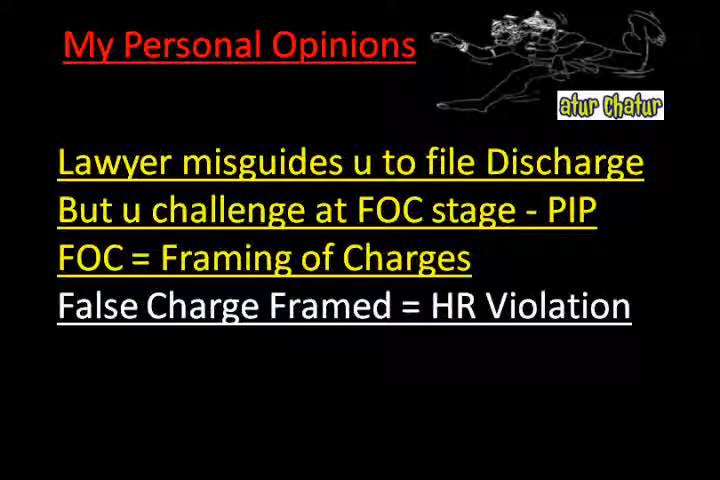 My Personal Opinions
atur chatur
Lawyer misguides u to file Discharge
But u challenge at FOC stage - PIP
FOC = Framing of Charges
False Charge Framed = HR Violation